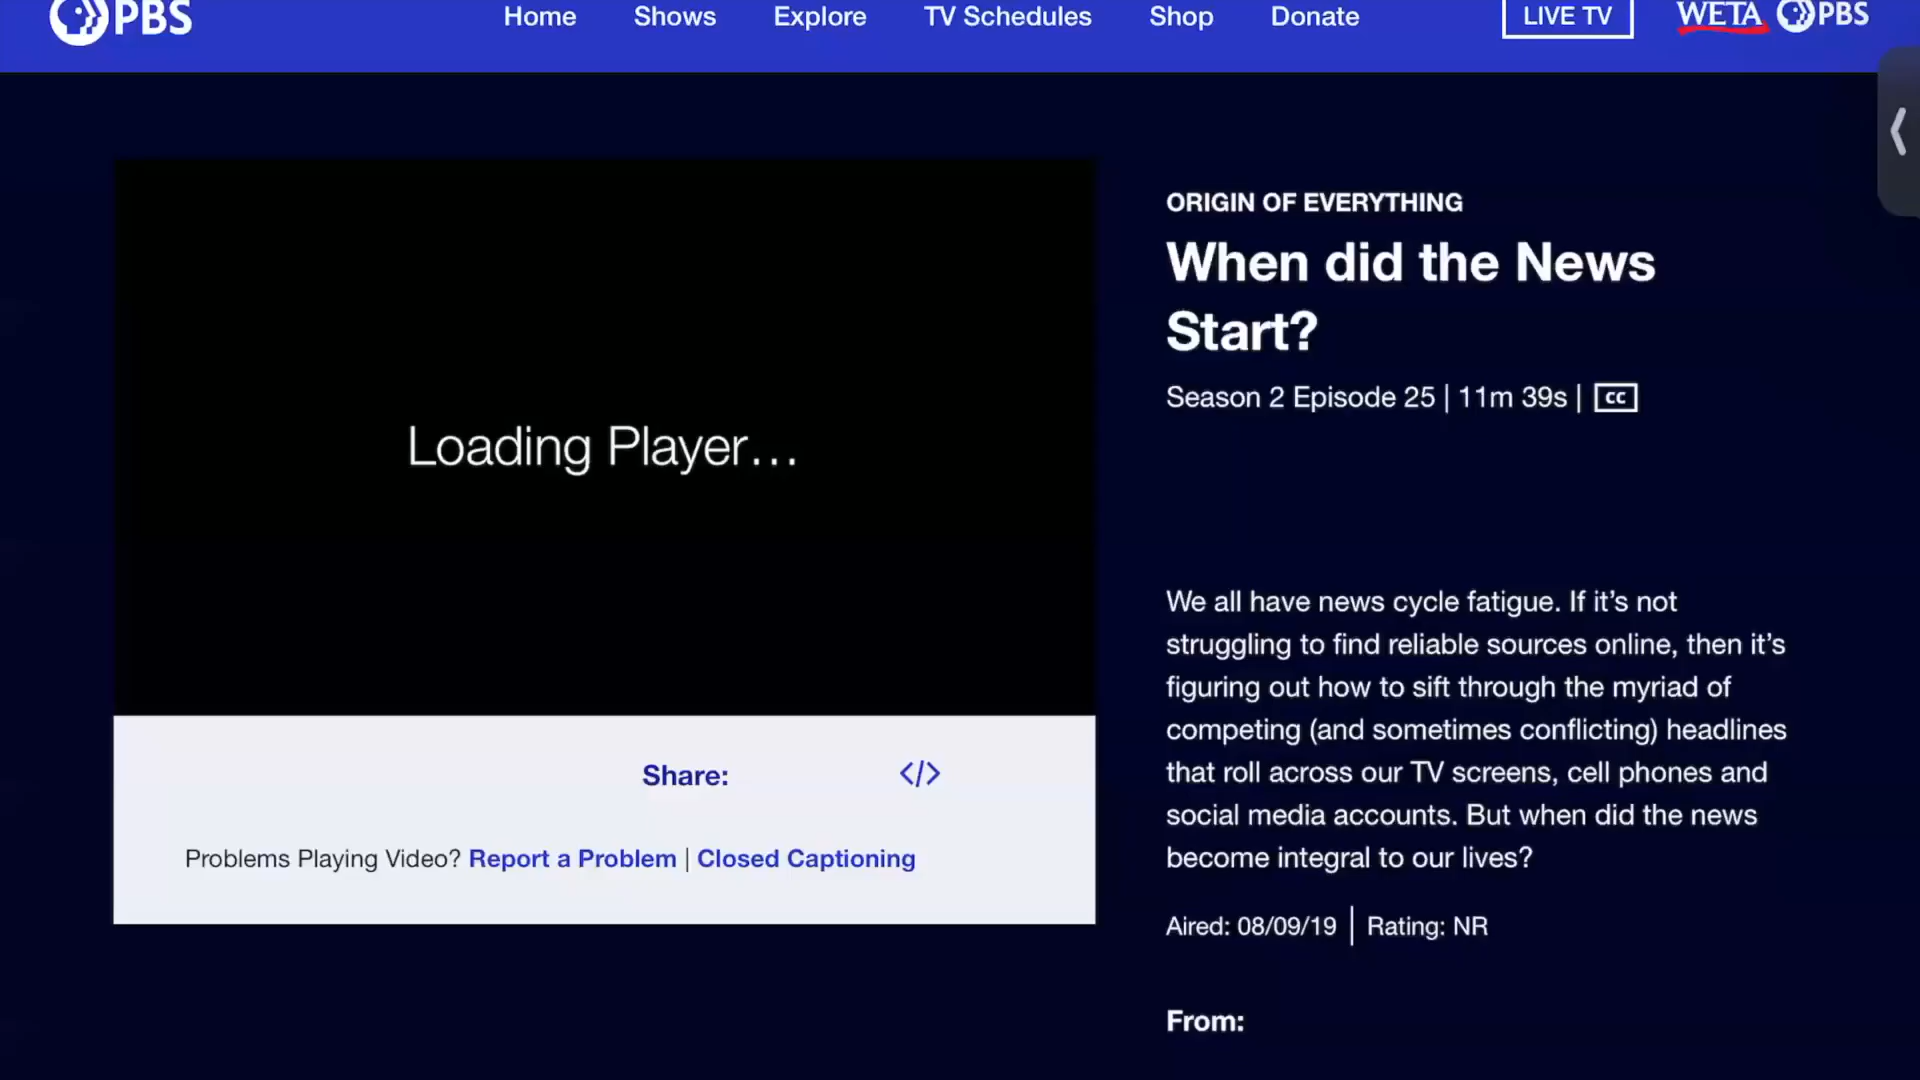 PBS
Home Shows Explore TV Schedules Shop Donate
LIVE TV
WETA PBS
Loading Player...
Share: </>
Problems Playing Video? Report a Problem | Closed Captioning
ORIGIN OF EVERYTHING
When did the News
Start?
Season 2 Episode 25 | 11m 39s | CC
We all have news cycle fatigue. If it’s not
struggling to find reliable sources online, then it’s
figuring out how to sift through the myriad of
competing (and sometimes conflicting) headlines
that roll across our TV screens, cell phones and
social media accounts. But when did the news
become integral to our lives?
Aired: 08/09/19 | Rating: NR
From: